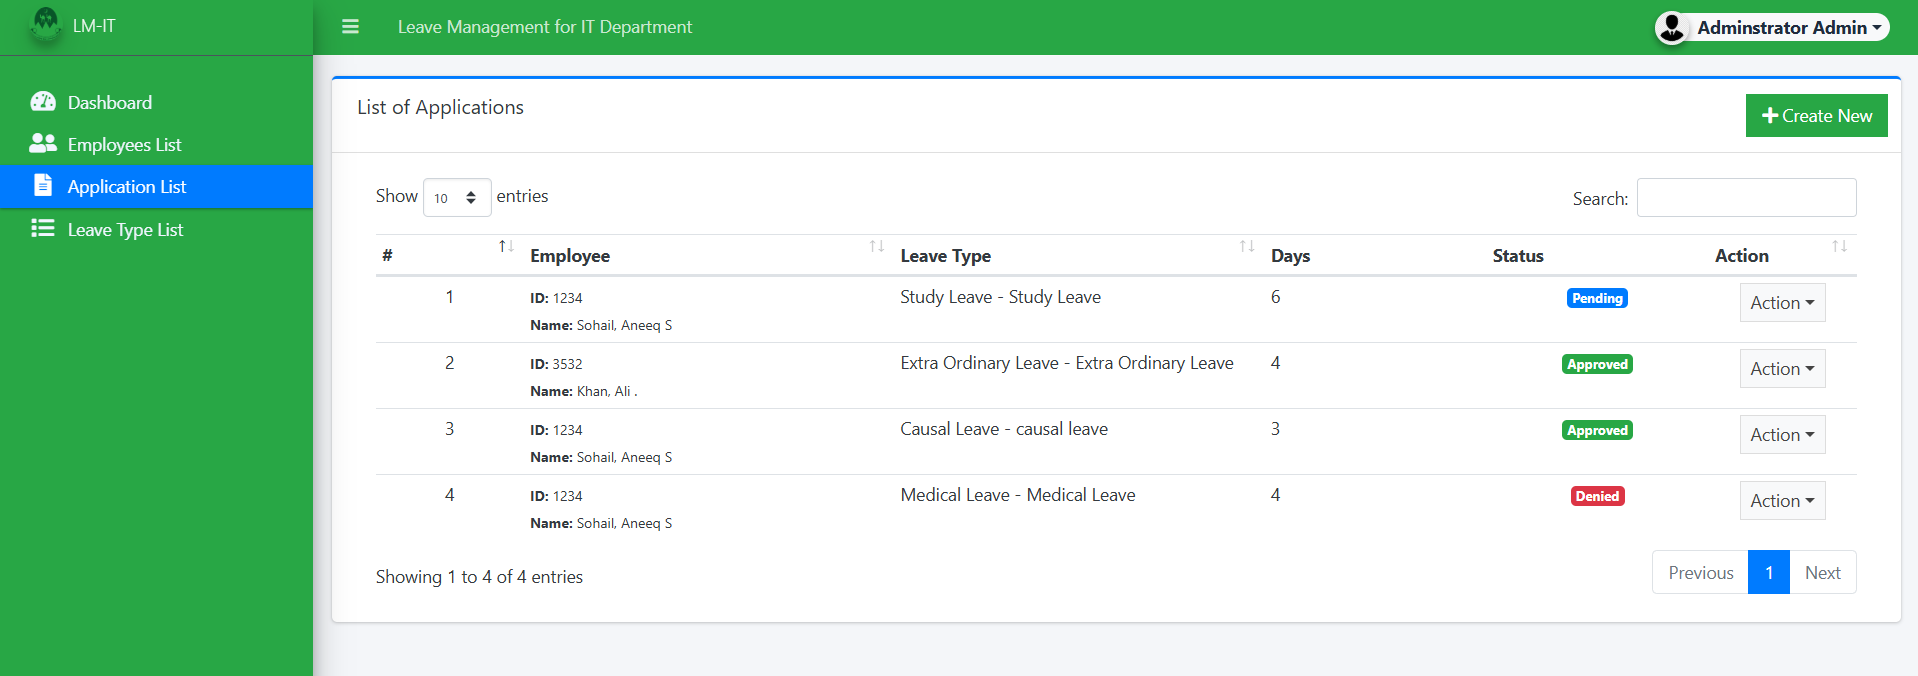 LM-IT
Leave Management for IT Department
Adminstrator Admin
Dashboard
Employees List
Application List
Leave Type List
List of Applications
Create New
Show 10 entries
Search:
# Employee Leave Type Days Status Action
1 ID: 1234 Study Leave - Study Leave 6 Pending Action
Name: Sohail, Aneeq S
2 ID: 3532 Extra Ordinary Leave - Extra Ordinary Leave 4 Approved Action
Name: Khan, Ali .
3 ID: 1234 Causal Leave - causal leave 3 Approved Action
Name: Sohail, Aneeq S
4 ID: 1234 Medical Leave - Medical Leave 4 Denied Action
Name: Sohail, Aneeq S
Showing 1 to 4 of 4 entries
Previous 1 Next